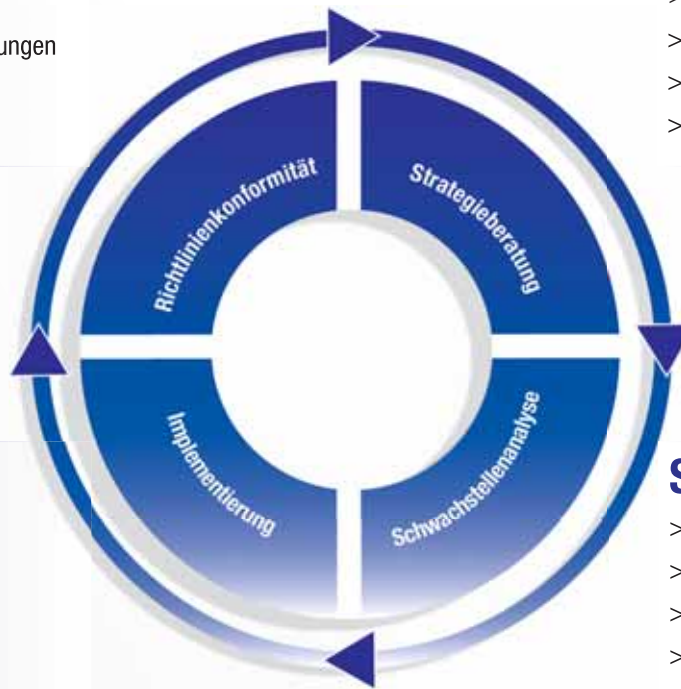 ungen
>
>
>
Richtlinienkonformität
Strategieberatung
Implementierung
Schwachstellenanalyse
S
>
>
>
>